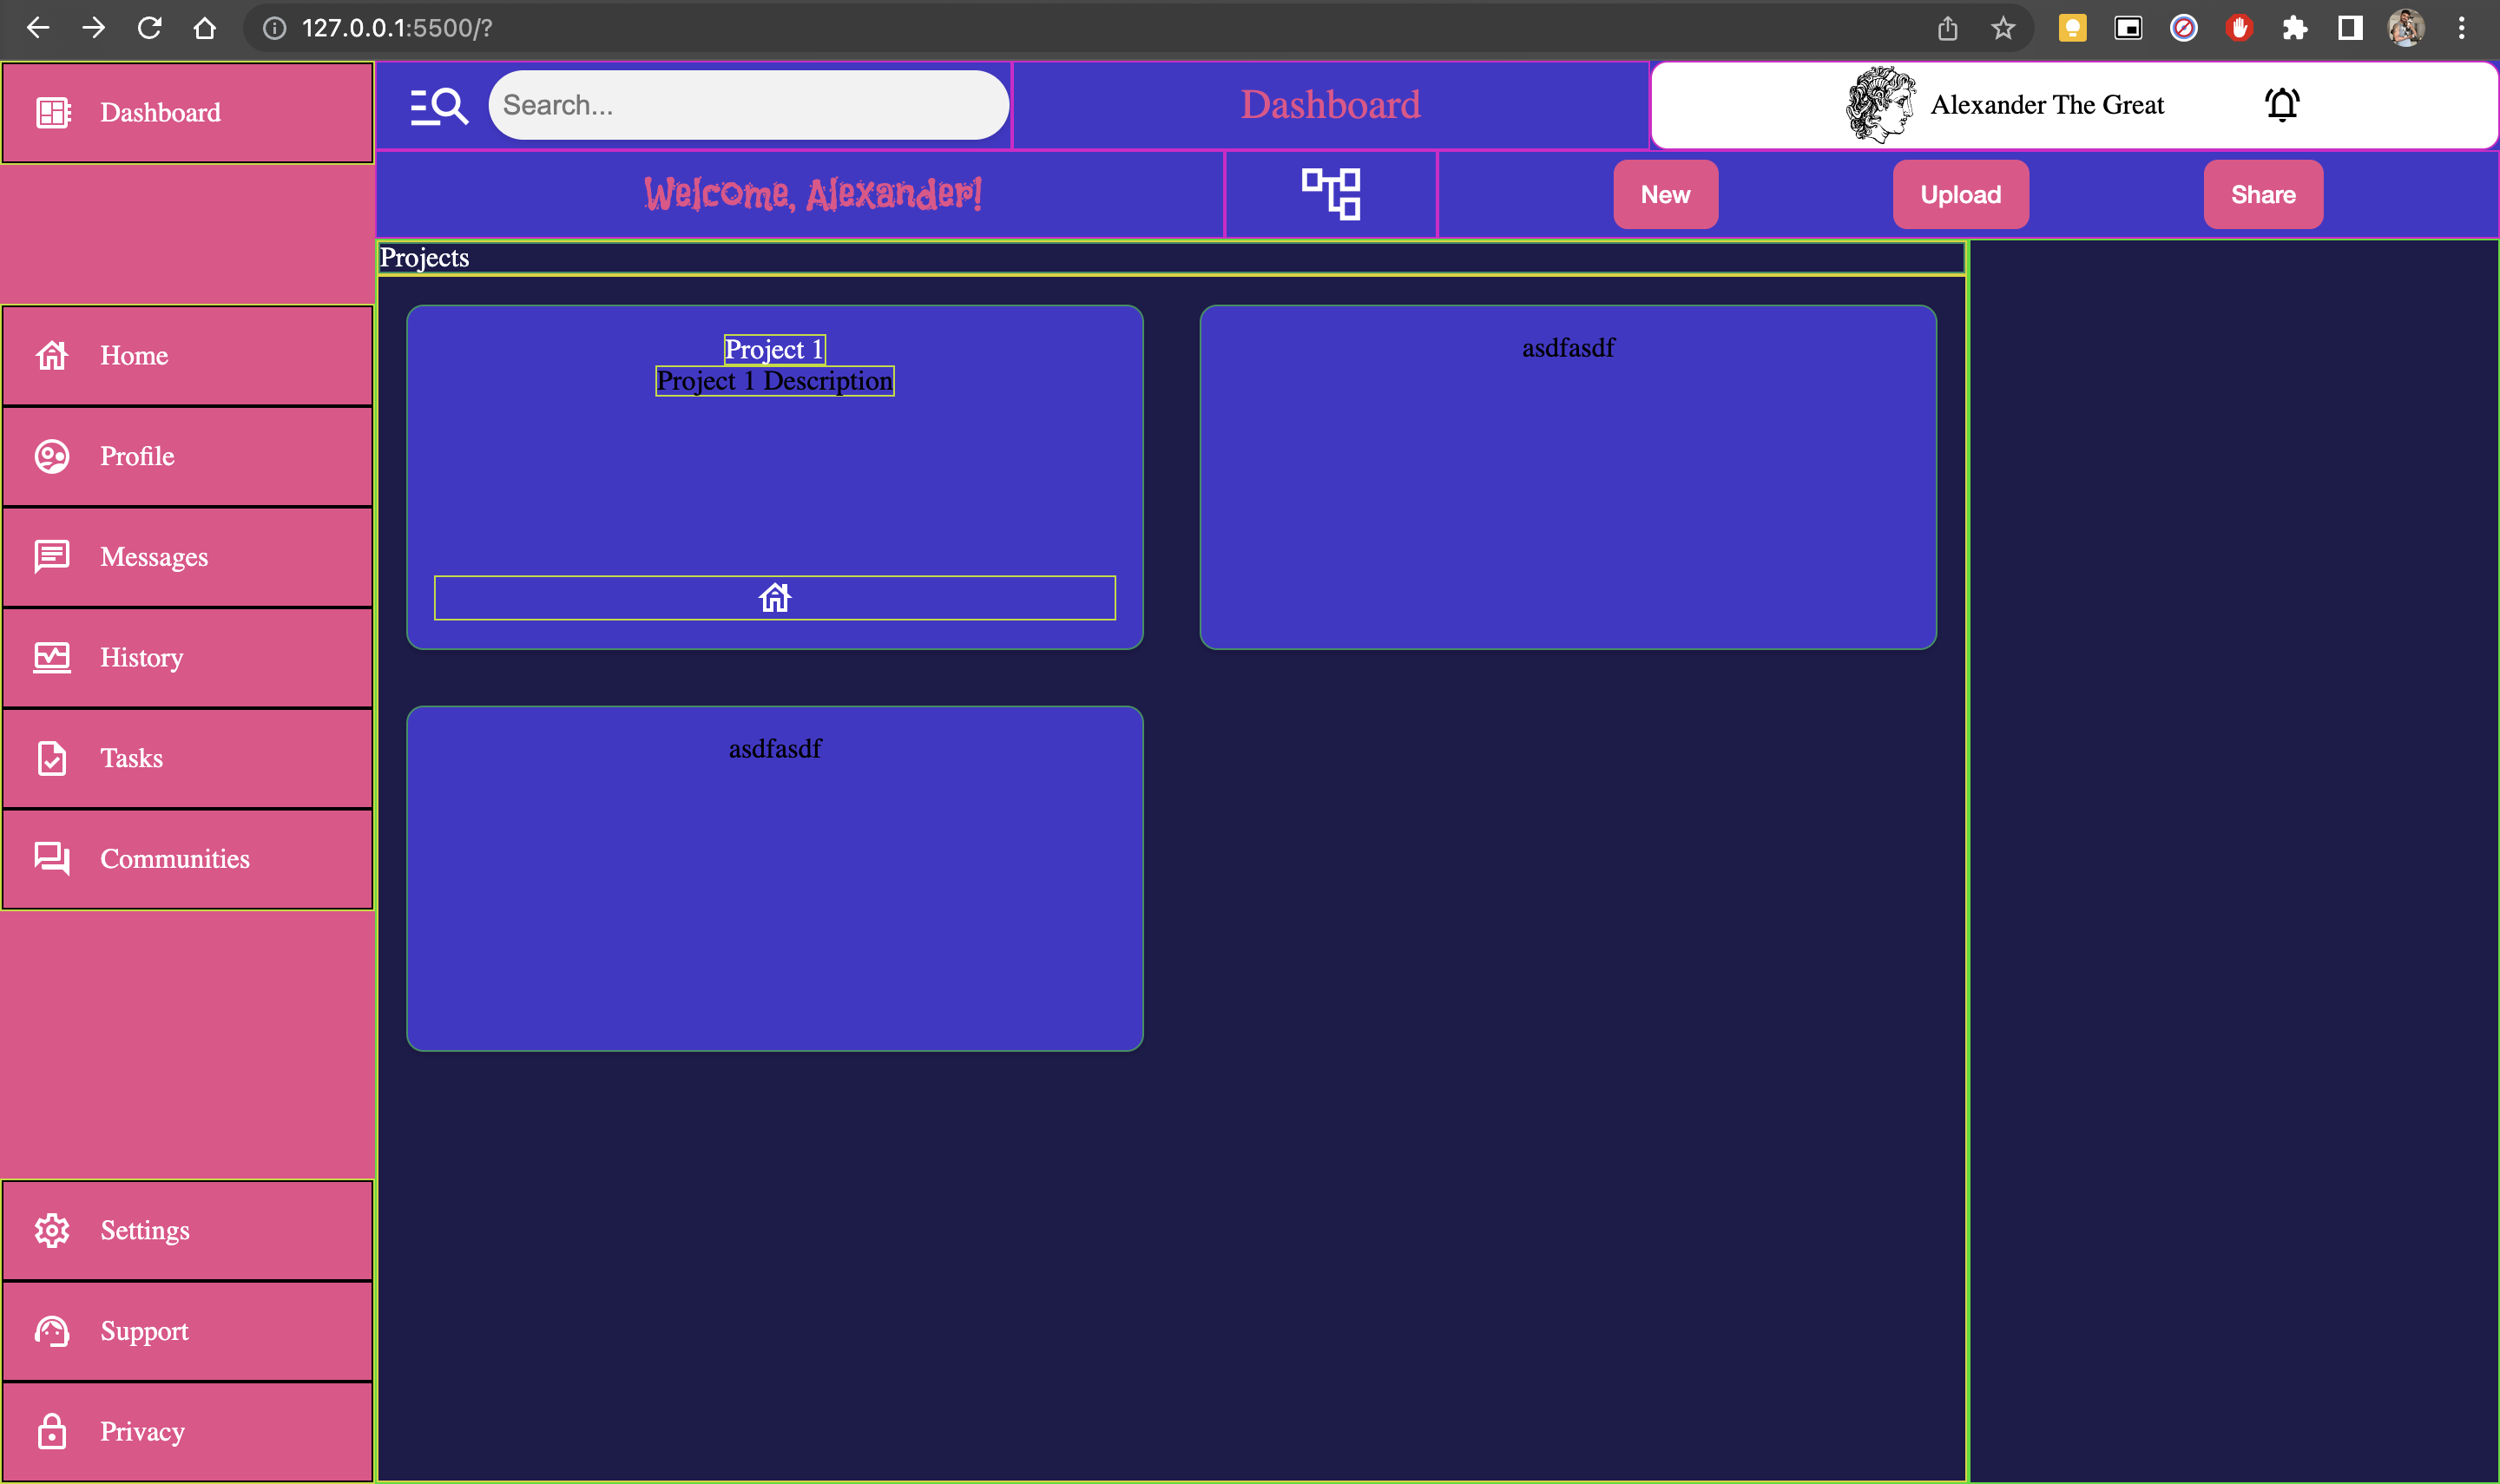 127.0.0.1:5500/?
Dashboard
Search...
Dashboard
Alexander The Great
Welcome, Alexander!
New
Upload
Share
Projects
Home
Profile
Messages
History
Tasks
Communities
Settings
Support
Privacy
Project 1
Project 1 Description
asdfasdf
asdfasdf